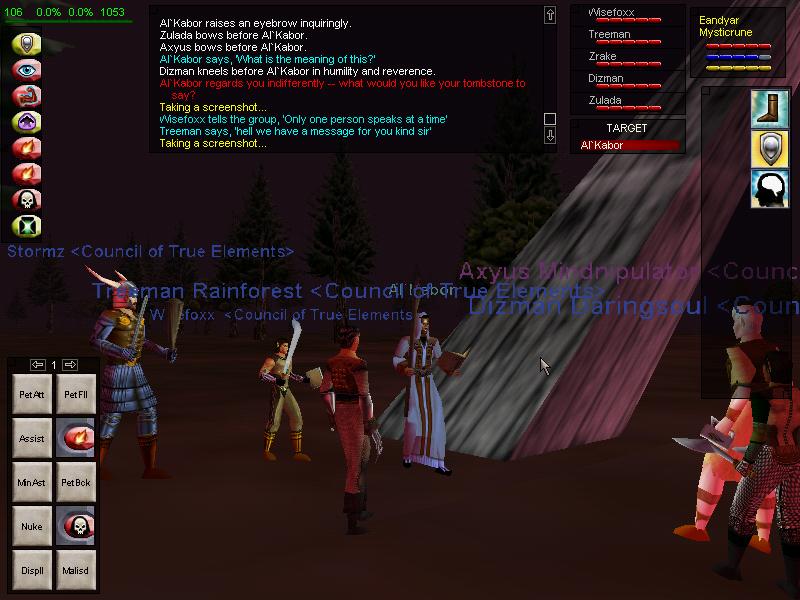 106 0.0% 0.0% 1053
Al`Kabor raises an eyebrow inquiringly.
Zulada bows before Al`Kabor.
Axyus bows before Al`Kabor.
Al`Kabor says, 'What is the meaning of this?'
Dizman kneels before Al`Kabor in humility and reverence.
Al`Kabor regards you indifferently -- what would you like your tombstone to
say?
Taking a screenshot...
Wisefoxx tells the group, 'Only one person speaks at a time'
Treeman says, 'hell we have a message for you kind sir'
Taking a screenshot...
Wisefoxx
Treeman
Zrake
Dizman
Zulada
TARGET
Al`Kabor
Eandyar
Mysticrune
Stormz <Council of True Elements>
Axyus Mindnipulator <Counc
Treeman Rainforest <Council of True Elements>
Al`Kabor
Dizman Daringsoul <Coun
<Council of True Elements
1
PetAtt PetFll
Assist
MinAst PetBck
Nuke
Displl Malisd